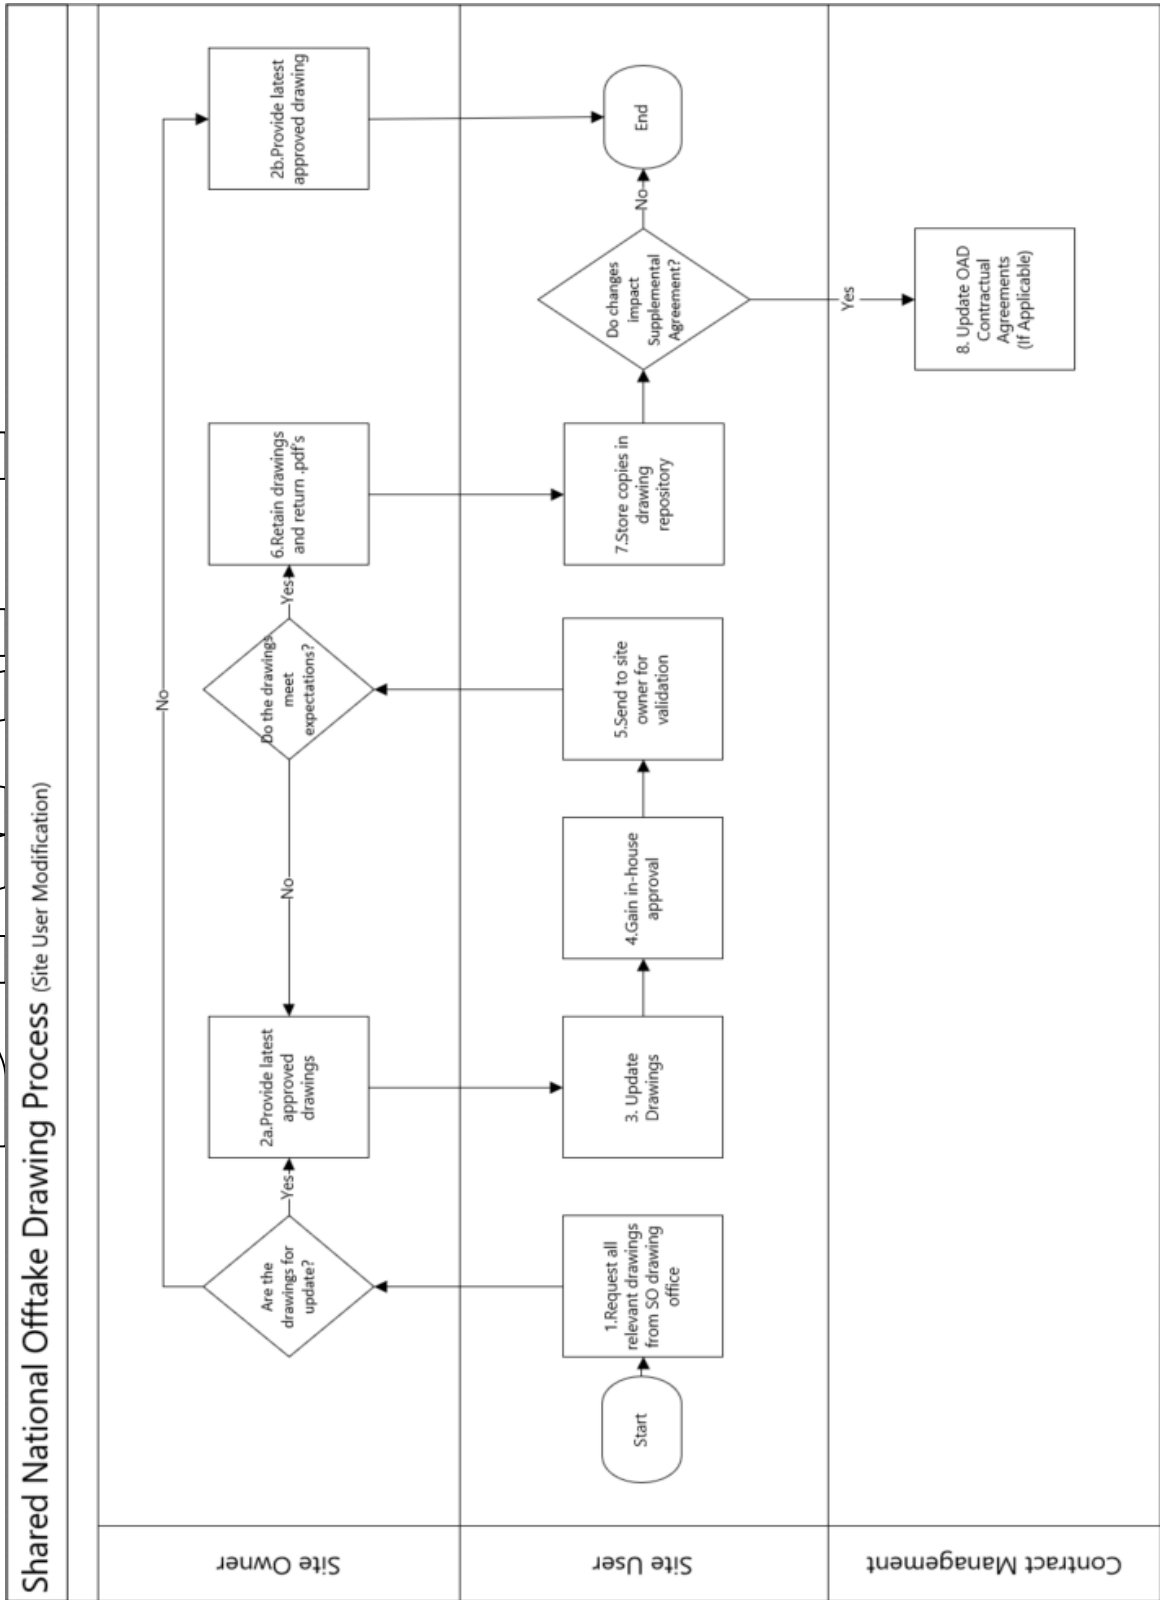 Shared National Offtake Drawing Process (Site User Modification)
Site Owner
Are the
drawings for
update?
Yes
No
2a.Provide latest
approved
drawings
No
Do the drawings
meet
expectations?
Yes
6.Retain drawings
and return .pdf's
2b.Provide latest
approved drawing
Site User
Start
1.Request all
relevant drawings
from SO drawing
office
3. Update
Drawings
4.Gain in-house
approval
5.Send to site
owner for
validation
7.Store copies in
drawing
repository
Do changes
impact
Supplemental
Agreement?
No
End
Contract Management
Yes
8. Update OAD
Contractual
Agreements
(If Applicable)